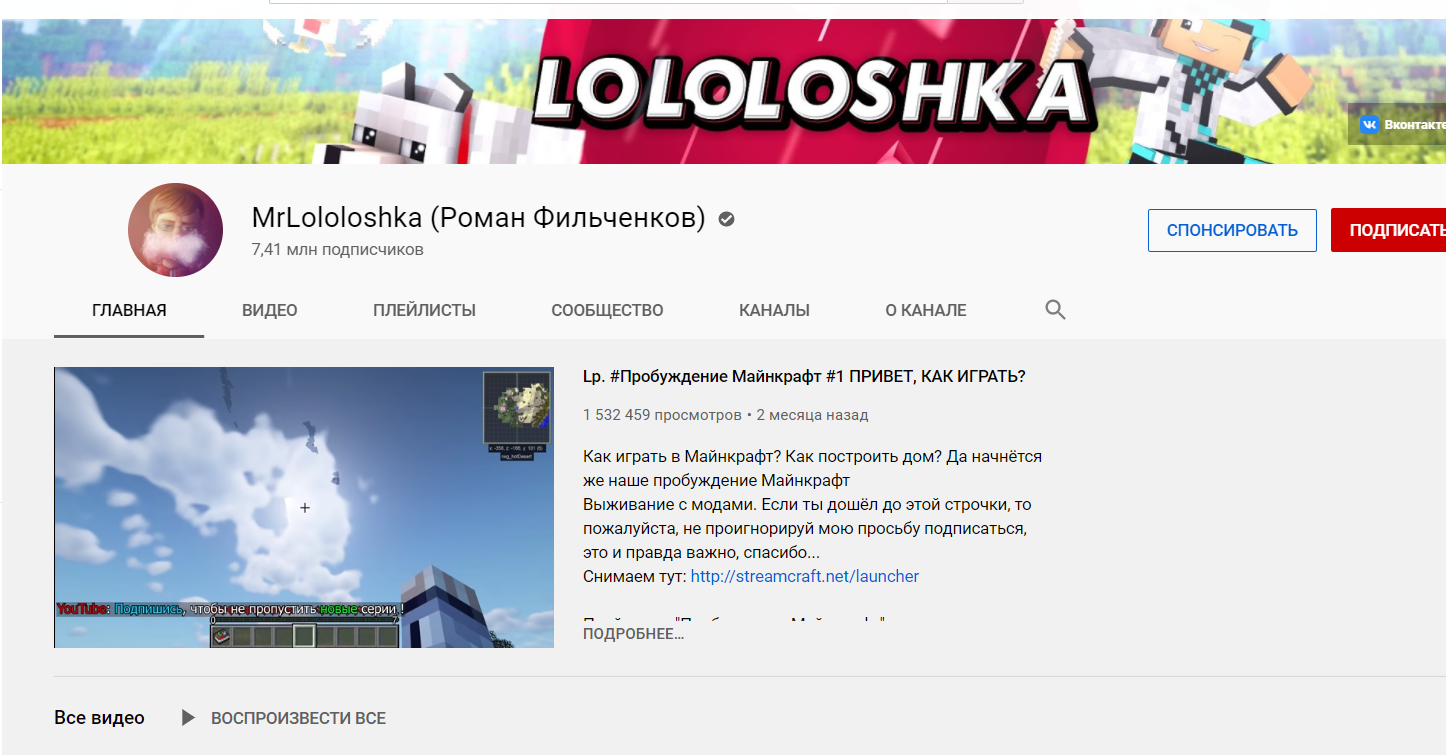 LOLOLOSHKA
Вконтакте
MrLololoshka (Роман Фильченков)
7,41 млн подписчиков
СПОНСИРОВАТЬ
ПОДПИСАТЬ
ГЛАВНАЯ ВИДЕО ПЛЕЙЛИСТЫ СООБЩЕСТВО КАНАЛЫ О КАНАЛЕ
Lp. #Пробуждение Майнкрафт #1 ПРИВЕТ, КАК ИГРАТЬ?
1 532 459 просмотров • 2 месяца назад
Как играть в Майнкрафт? Как построить дом? Да начнётся
же наше пробуждение Майнкрафт
Выживание с модами. Если ты дошёл до этой строчки, то
пожалуйста, не проигнорируй мою просьбу подписаться,
это и правда важно, спасибо...
Снимаем тут: http://streamcraft.net/launcher
ПОДРОБНЕЕ...
YouTube: Подпишись, чтобы не пропустить новые серии !
Все видео
ВОСПРОИЗВЕСТИ ВСЕ